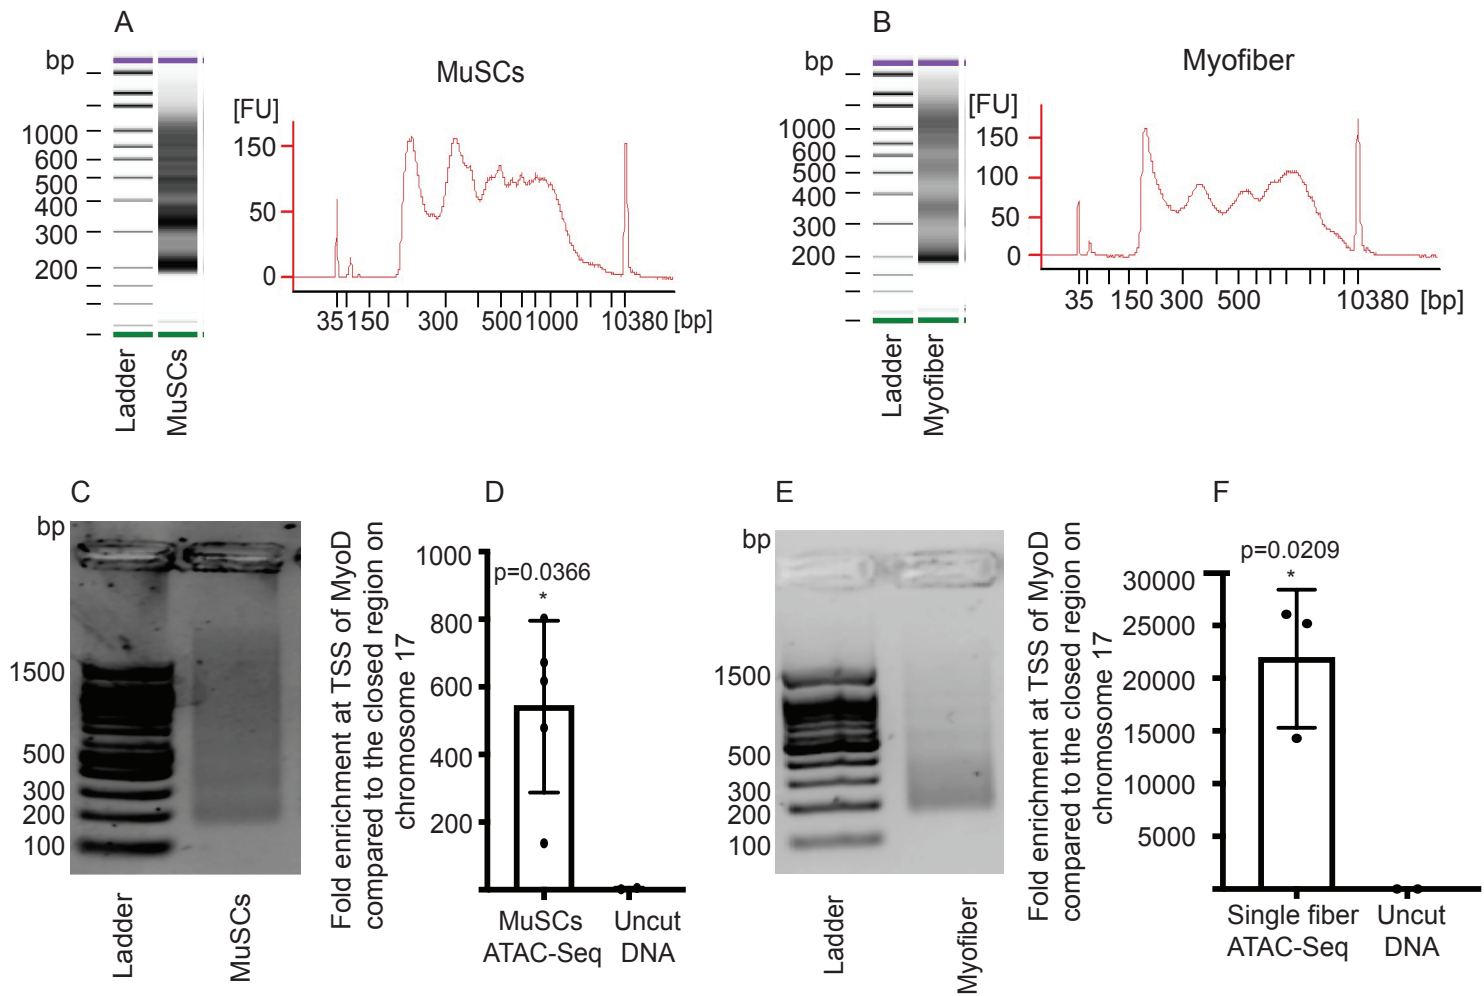 A
bp
1000
600
500
400
300
200
Ladder
MuSCs
MuSCs
[FU]
150
50
0
35 150 300 500 1000 10380 [bp]
B
bp
1000
600
500
400
300
200
Ladder
Myofiber
Myofiber
[FU]
150
100
50
0
35 150 300 500 10380 [bp]
C
bp
1500
500
300
200
100
Ladder
MuSCs
D
Fold enrichment at TSS of MyoD
compared to the closed region on
chromosome 17
1000
800
600
400
200
p=0.0366
*
MuSCs
ATAC-Seq
Uncut
DNA
E
bp
1500
500
300
200
100
Ladder
Myofiber
F
Fold enrichment at TSS of MyoD
compared to the closed region on
chromosome 17
30000
25000
20000
15000
10000
5000
p=0.0209
*
Single fiber
ATAC-Seq
Uncut
DNA